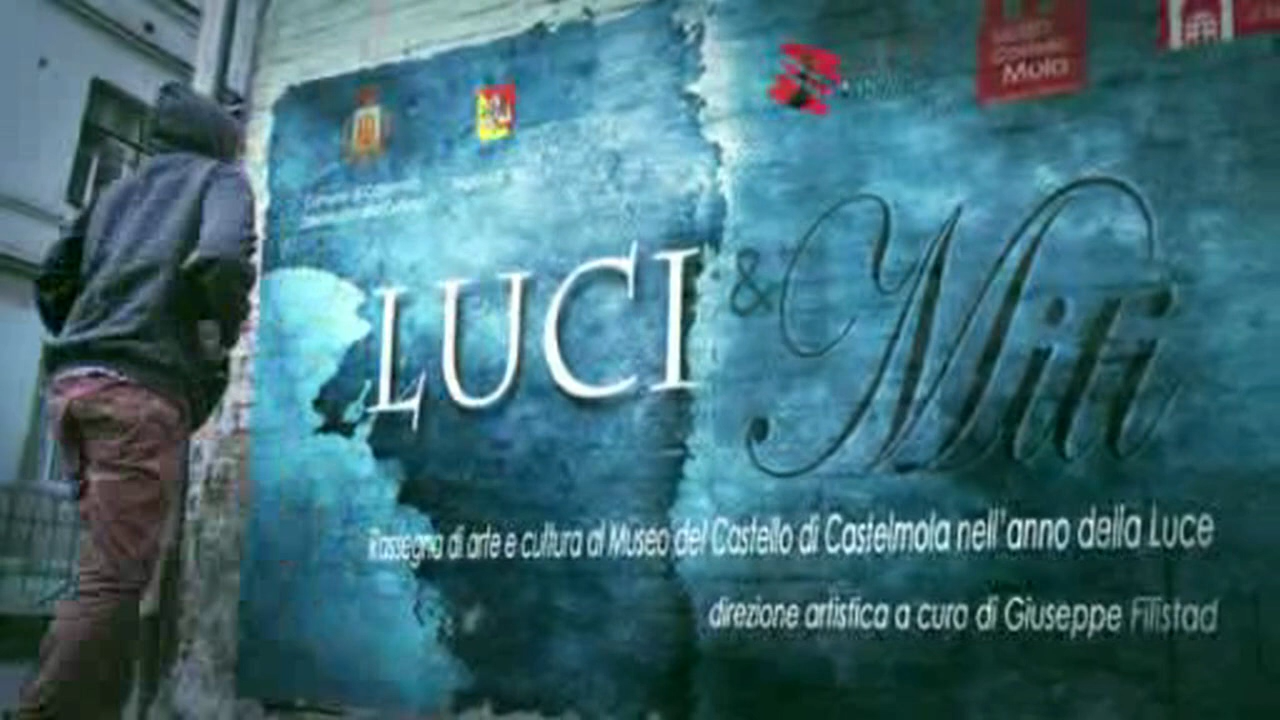 Mola
LUCI & Miti
Rassegna di arte e cultura al Museo del Castello di Castelmola nell'anno della Luce
direzione artistica a cura di Giuseppe Filistad